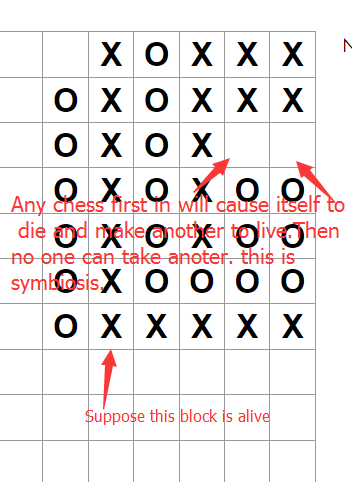 X O X X X
O X O X X X
O X O X
O X O X O O
O X O X O O
O X O O O O
O X X X X X
Any chess first in will cause itself to
die and make another to live.Then
no one can take anoter. this is
symbiosis.
Suppose this block is alive